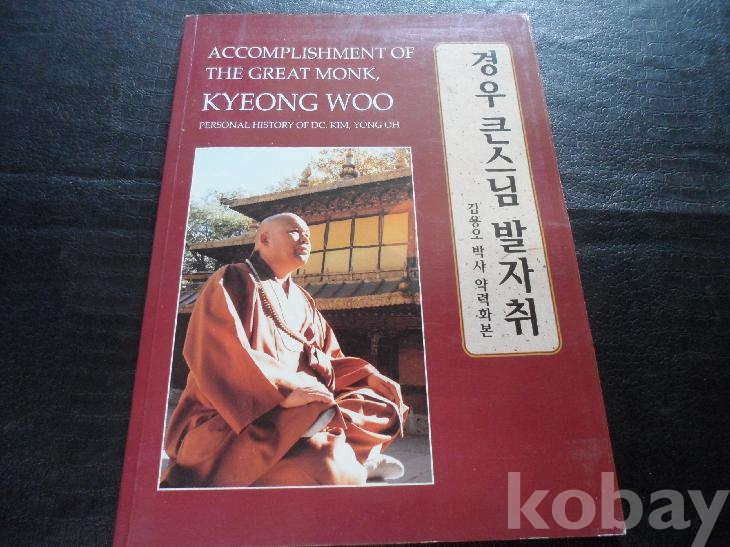 ACCOMPLISHMENT OF
THE GREAT MONK,
KYEONG WOO
PERSONAL HISTORY OF DC. KIM, YONG OH
경우 큰스님 발자취
김용오 박사 약력화본
kobay